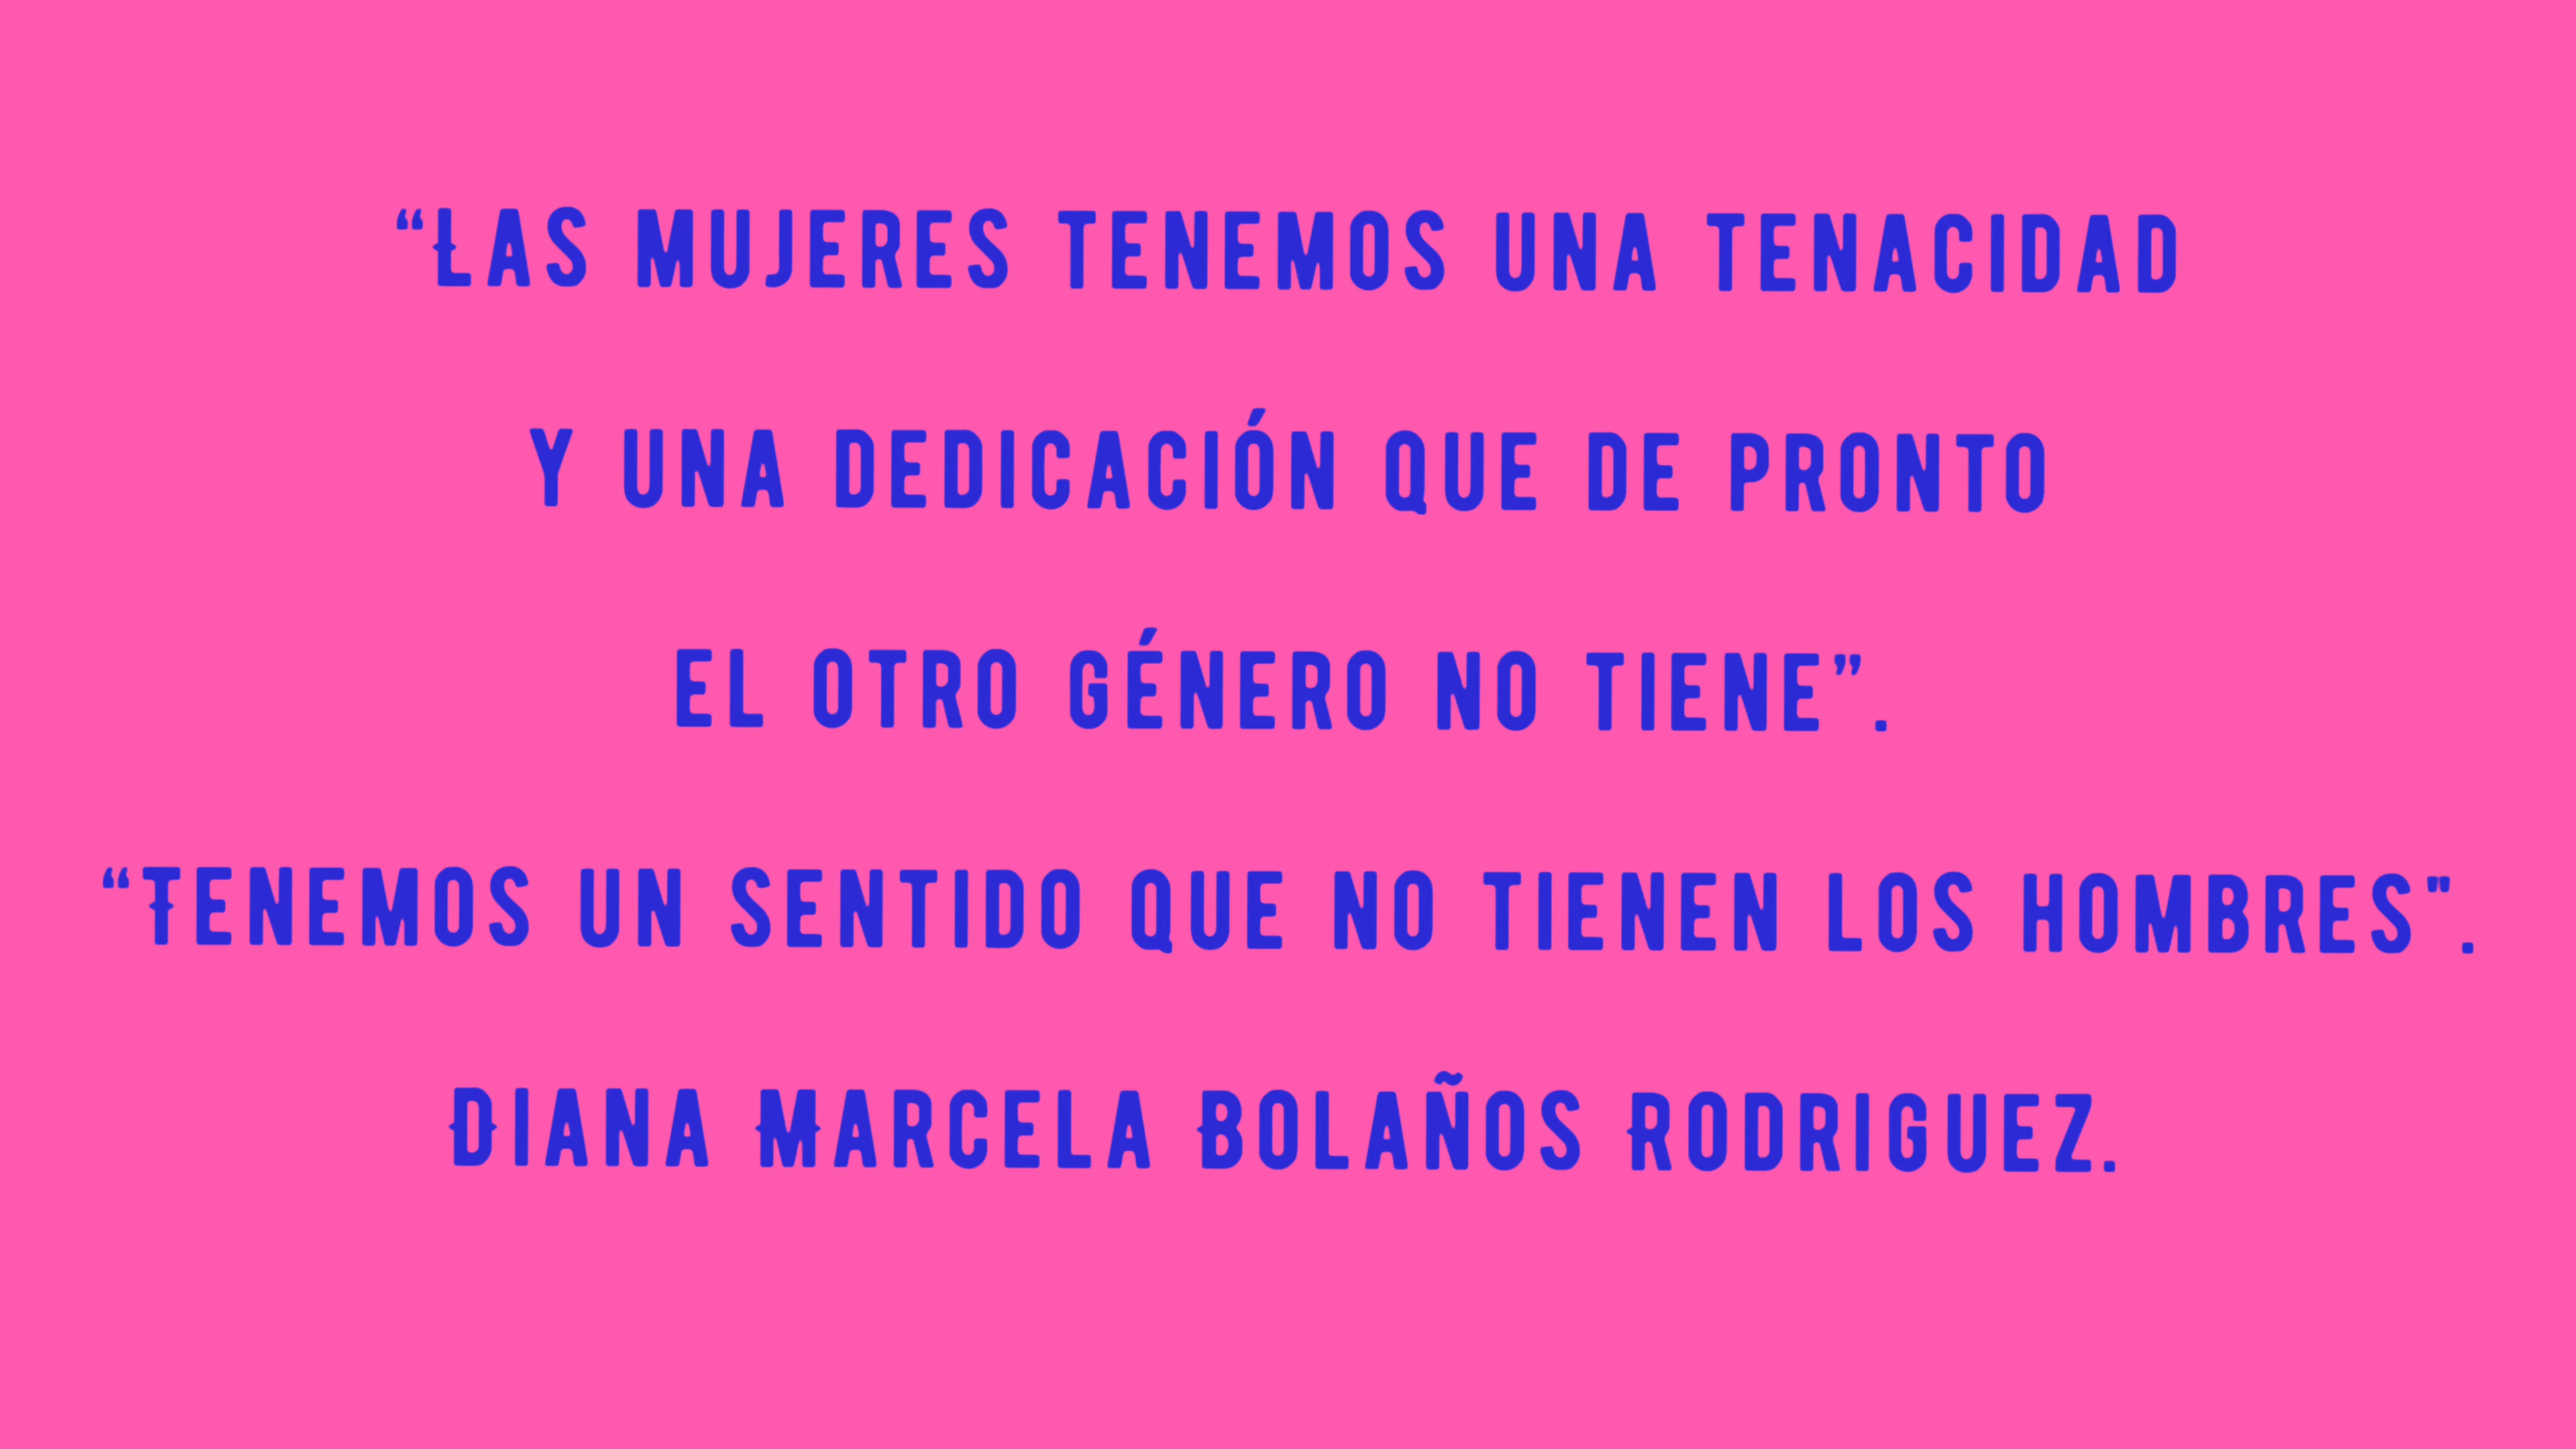 “Las mujeres tenemos una tenacidad
y una dedicación que de pronto
el otro género no tiene”.
“Tenemos un sentido que no tienen los hombres".
Diana Marcela Bolaños Rodriguez.